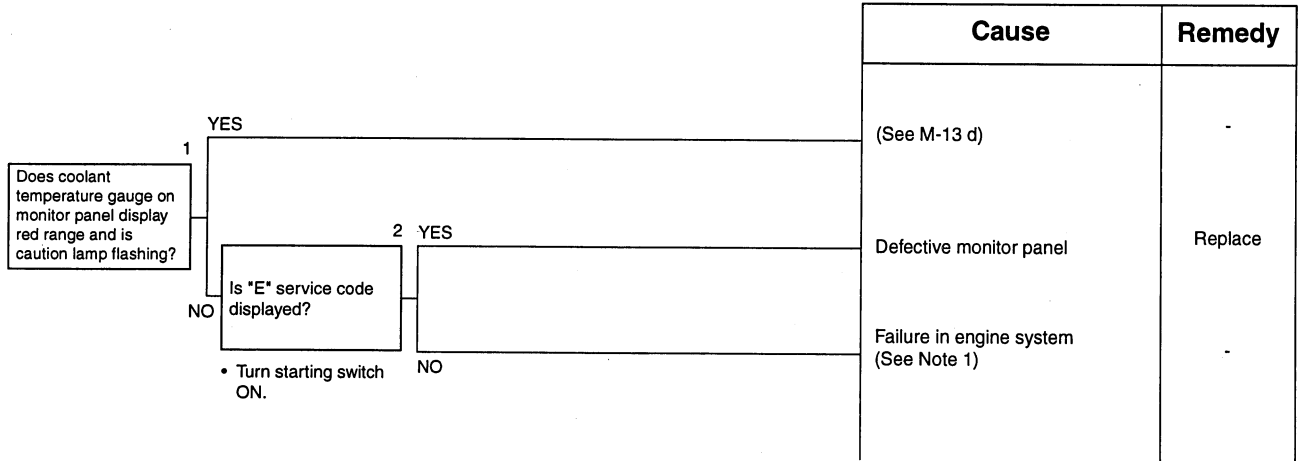 Cause
Remedy
YES
(See M-13 d)
-
1
Does coolant
temperature gauge on
monitor panel display
red range and is
caution lamp flashing?
2
YES
Defective monitor panel
Replace
NO
Is "E" service code
displayed?
• Turn starting switch
ON.
NO
Failure in engine system
(See Note 1)
-